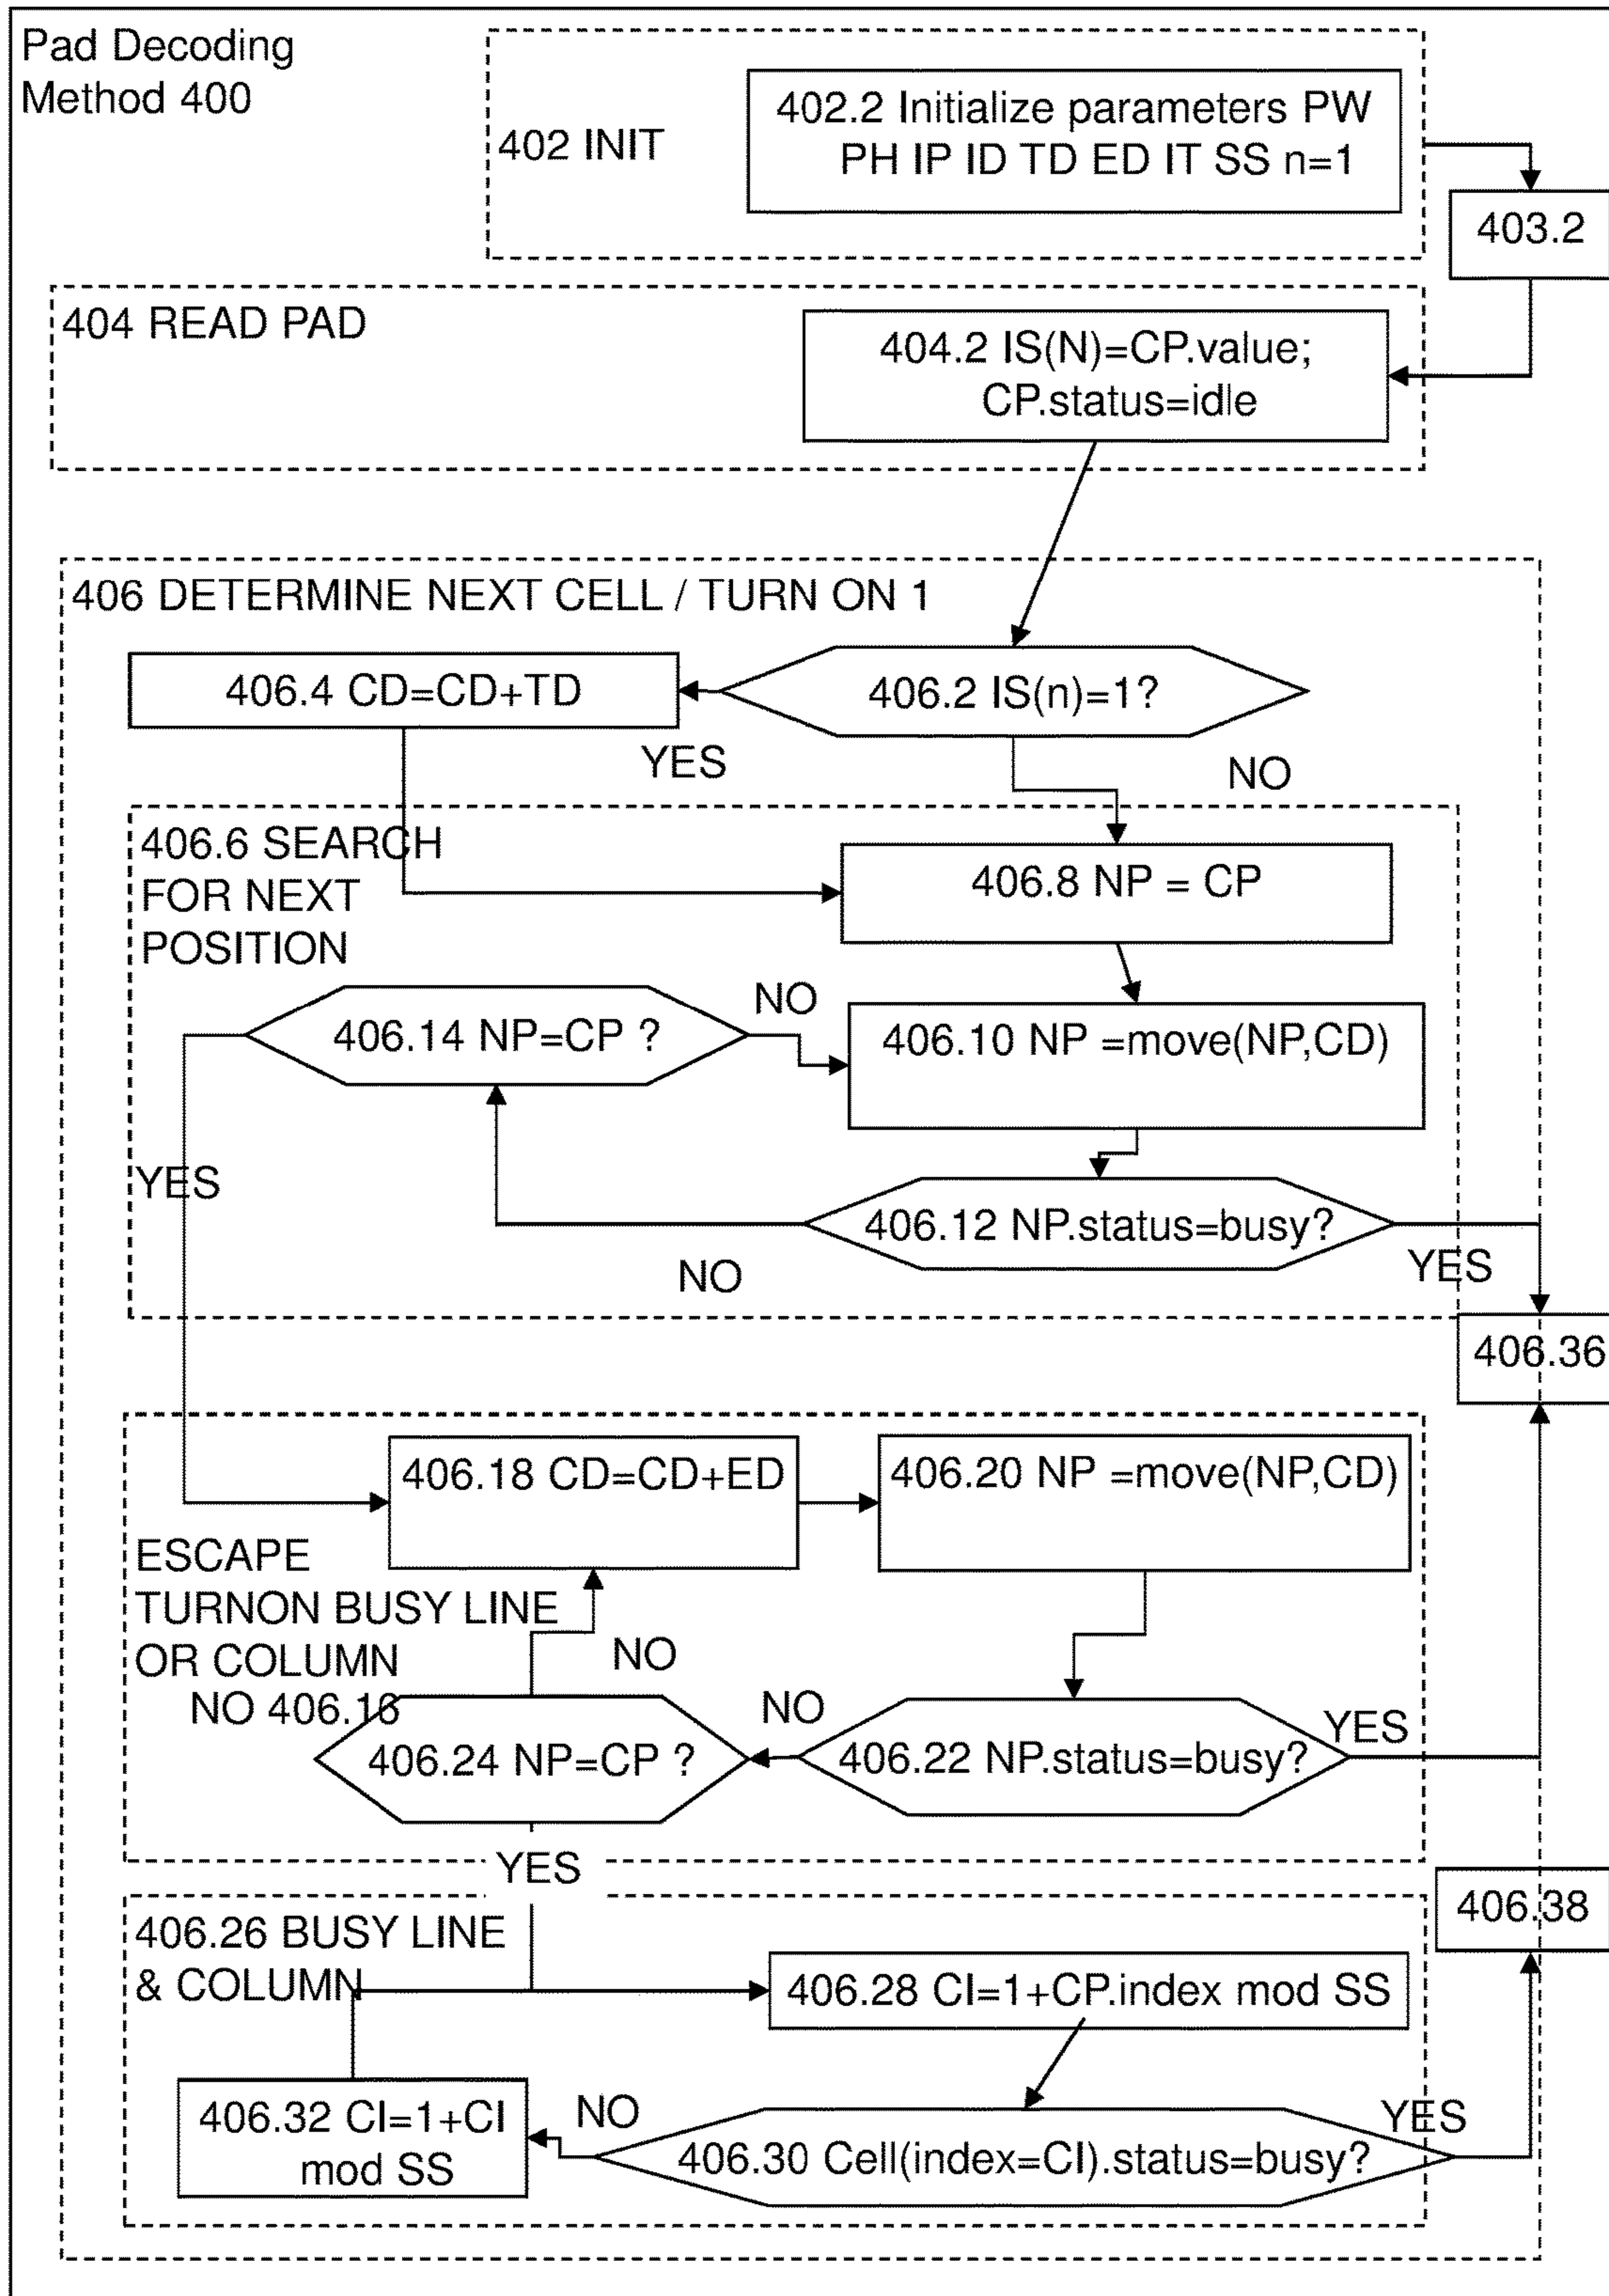 Pad Decoding
Method 400
402 INIT
402.2 Initialize parameters PW
PH IP ID TD ED IT SS n=1
403.2
404 READ PAD
404.2 IS(N)=CP.value;
CP.status=idle
406 DETERMINE NEXT CELL / TURN ON 1
406.4 CD=CD+TD
406.2 IS(n)=1?
YES
NO
406.6 SEARCH
FOR NEXT
POSITION
406.8 NP = CP
NO
406.14 NP=CP ?
406.10 NP =move(NP,CD)
YES
406.12 NP.status=busy?
NO
YES
406.36
406.18 CD=CD+ED
406.20 NP =move(NP,CD)
ESCAPE
TURNON BUSY LINE
OR COLUMN
NO 406.16
NO
NO
YES
406.24 NP=CP ?
406.22 NP.status=busy?
YES
406.38
406.26 BUSY LINE
& COLUMN
406.28 CI=1+CP.index mod SS
406.32 CI=1+CI
mod SS
NO
YES
406.30 Cell(index=CI).status=busy?